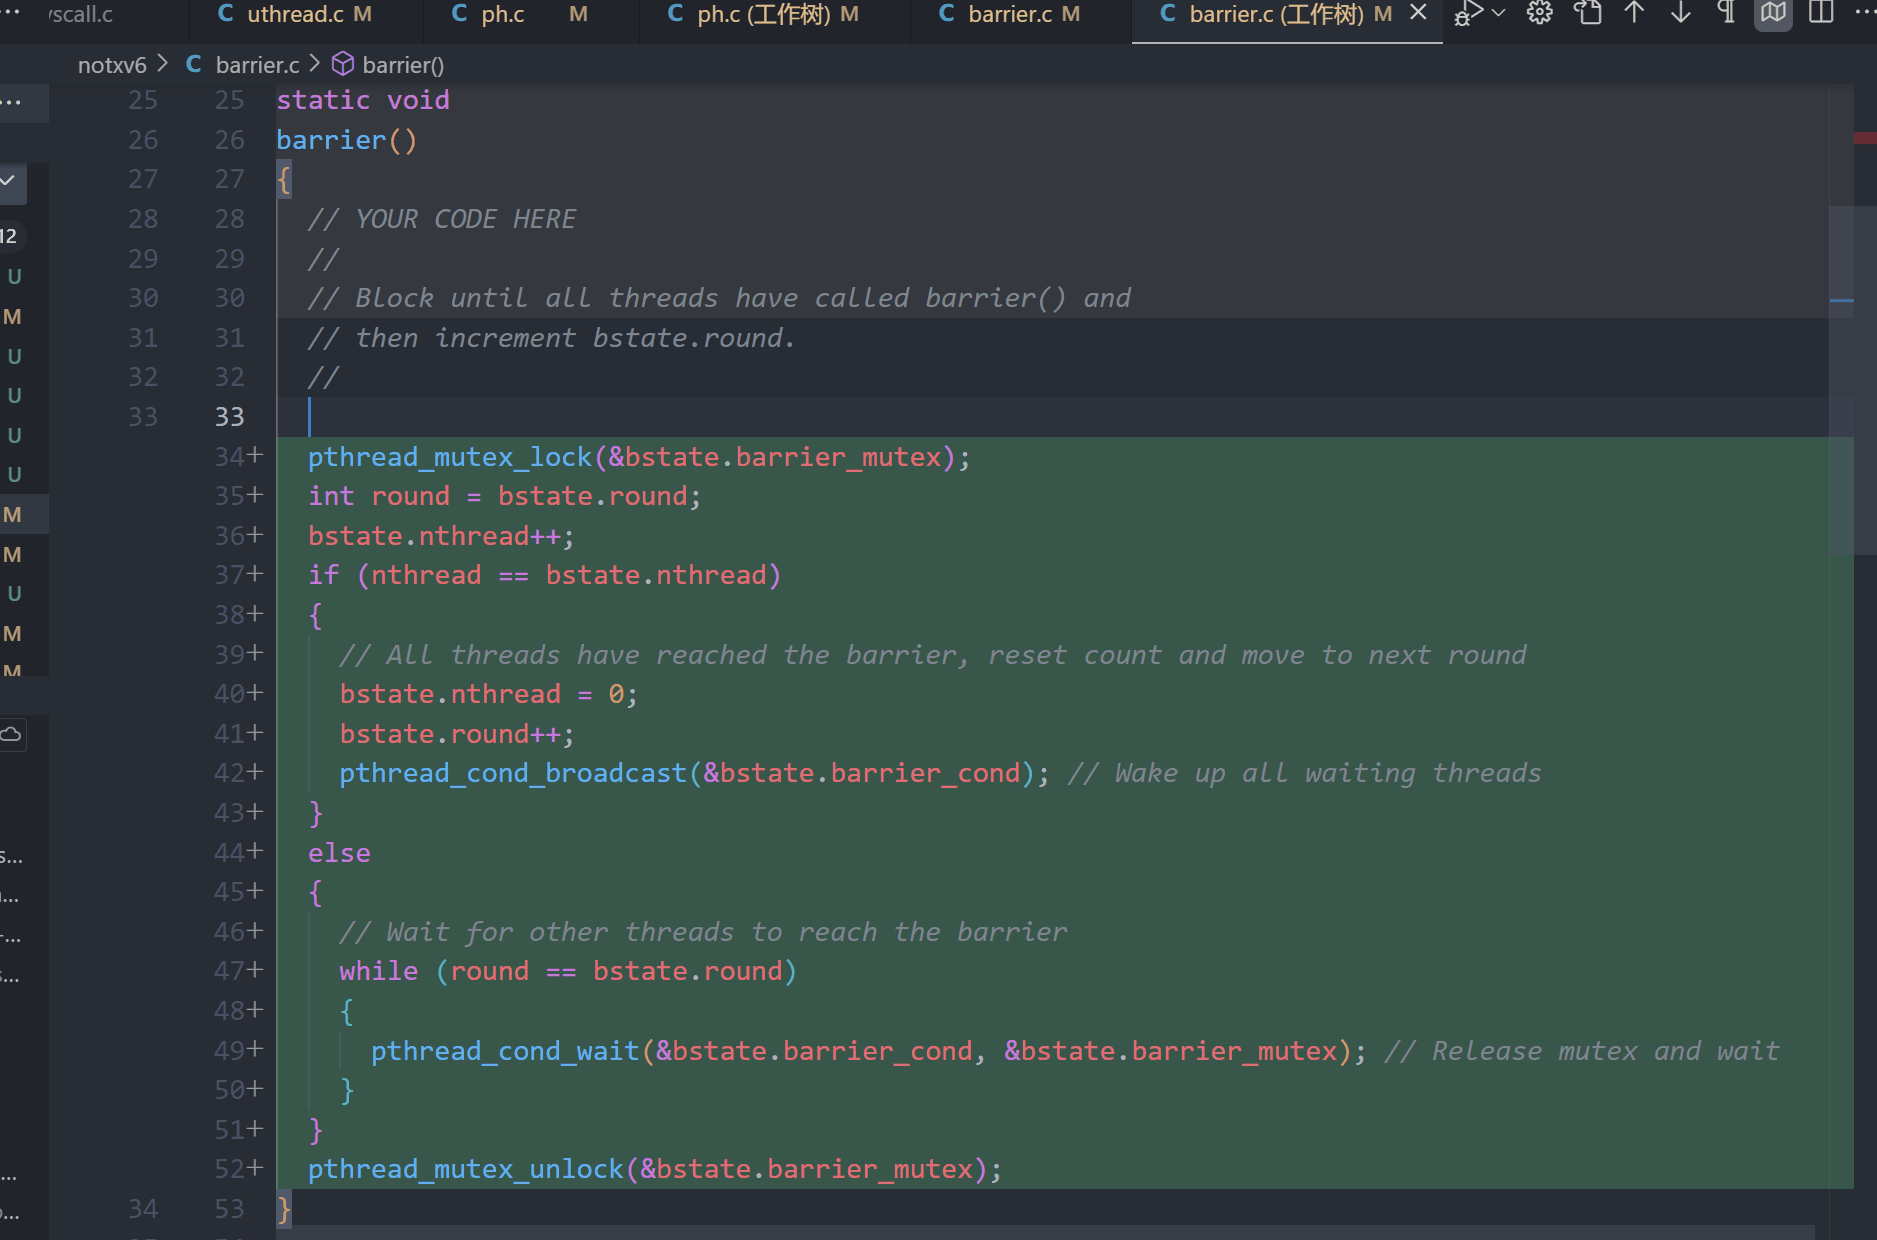 yscall.c C uthread.c M C ph.c M C ph.c (工作树) M C barrier.c M C barrier.c (工作树) M
notxv6 > C barrier.c > barrier()
25 25 static void
26 26 barrier()
27 27 {
28 28 // YOUR CODE HERE
12
29 29 //
U
30 30 // Block until all threads have called barrier() and
M
31 31 // then increment bstate.round.
U
32 32 //
U
33 33
U
34+ pthread_mutex_lock(&bstate.barrier_mutex);
U
35+ int round = bstate.round;
M
36+ bstate.nthread++;
M
37+ if (nthread == bstate.nthread)
U
38+ {
M
39+ // All threads have reached the barrier, reset count and move to next round
M
40+ bstate.nthread = 0;
41+ bstate.round++;
42+ pthread_cond_broadcast(&bstate.barrier_cond); // Wake up all waiting threads
43+ }
44+ else
s...
45+ {
46+ // Wait for other threads to reach the barrier
47+ while (round == bstate.round)
48+ {
49+ pthread_cond_wait(&bstate.barrier_cond, &bstate.barrier_mutex); // Release mutex and wait
50+ }
51+ }
52+ pthread_mutex_unlock(&bstate.barrier_mutex);
34 53 }